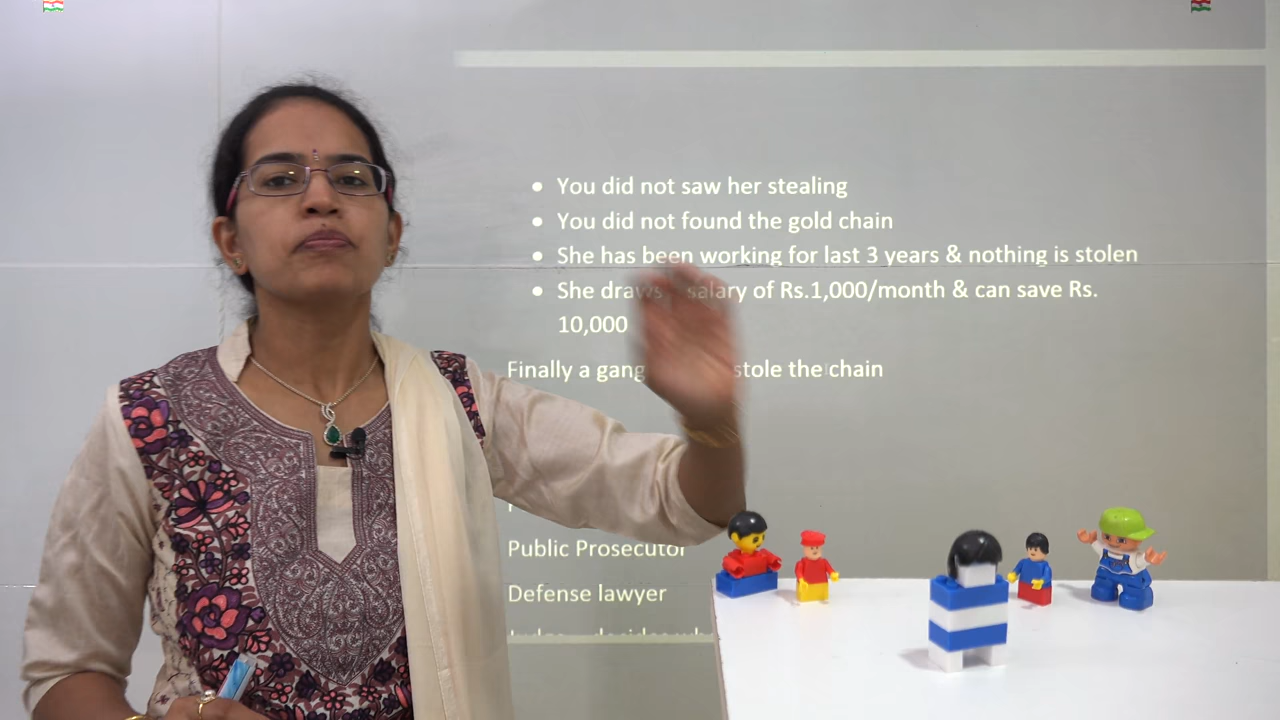 • You did not saw her stealing
• You did not found the gold chain
• She has been working for last 3 years & nothing is stolen
• She draws salary of Rs.1,000/month & can save Rs.
10,000
Finally a gang stole the chain
Public Prosecutor
Defense lawyer